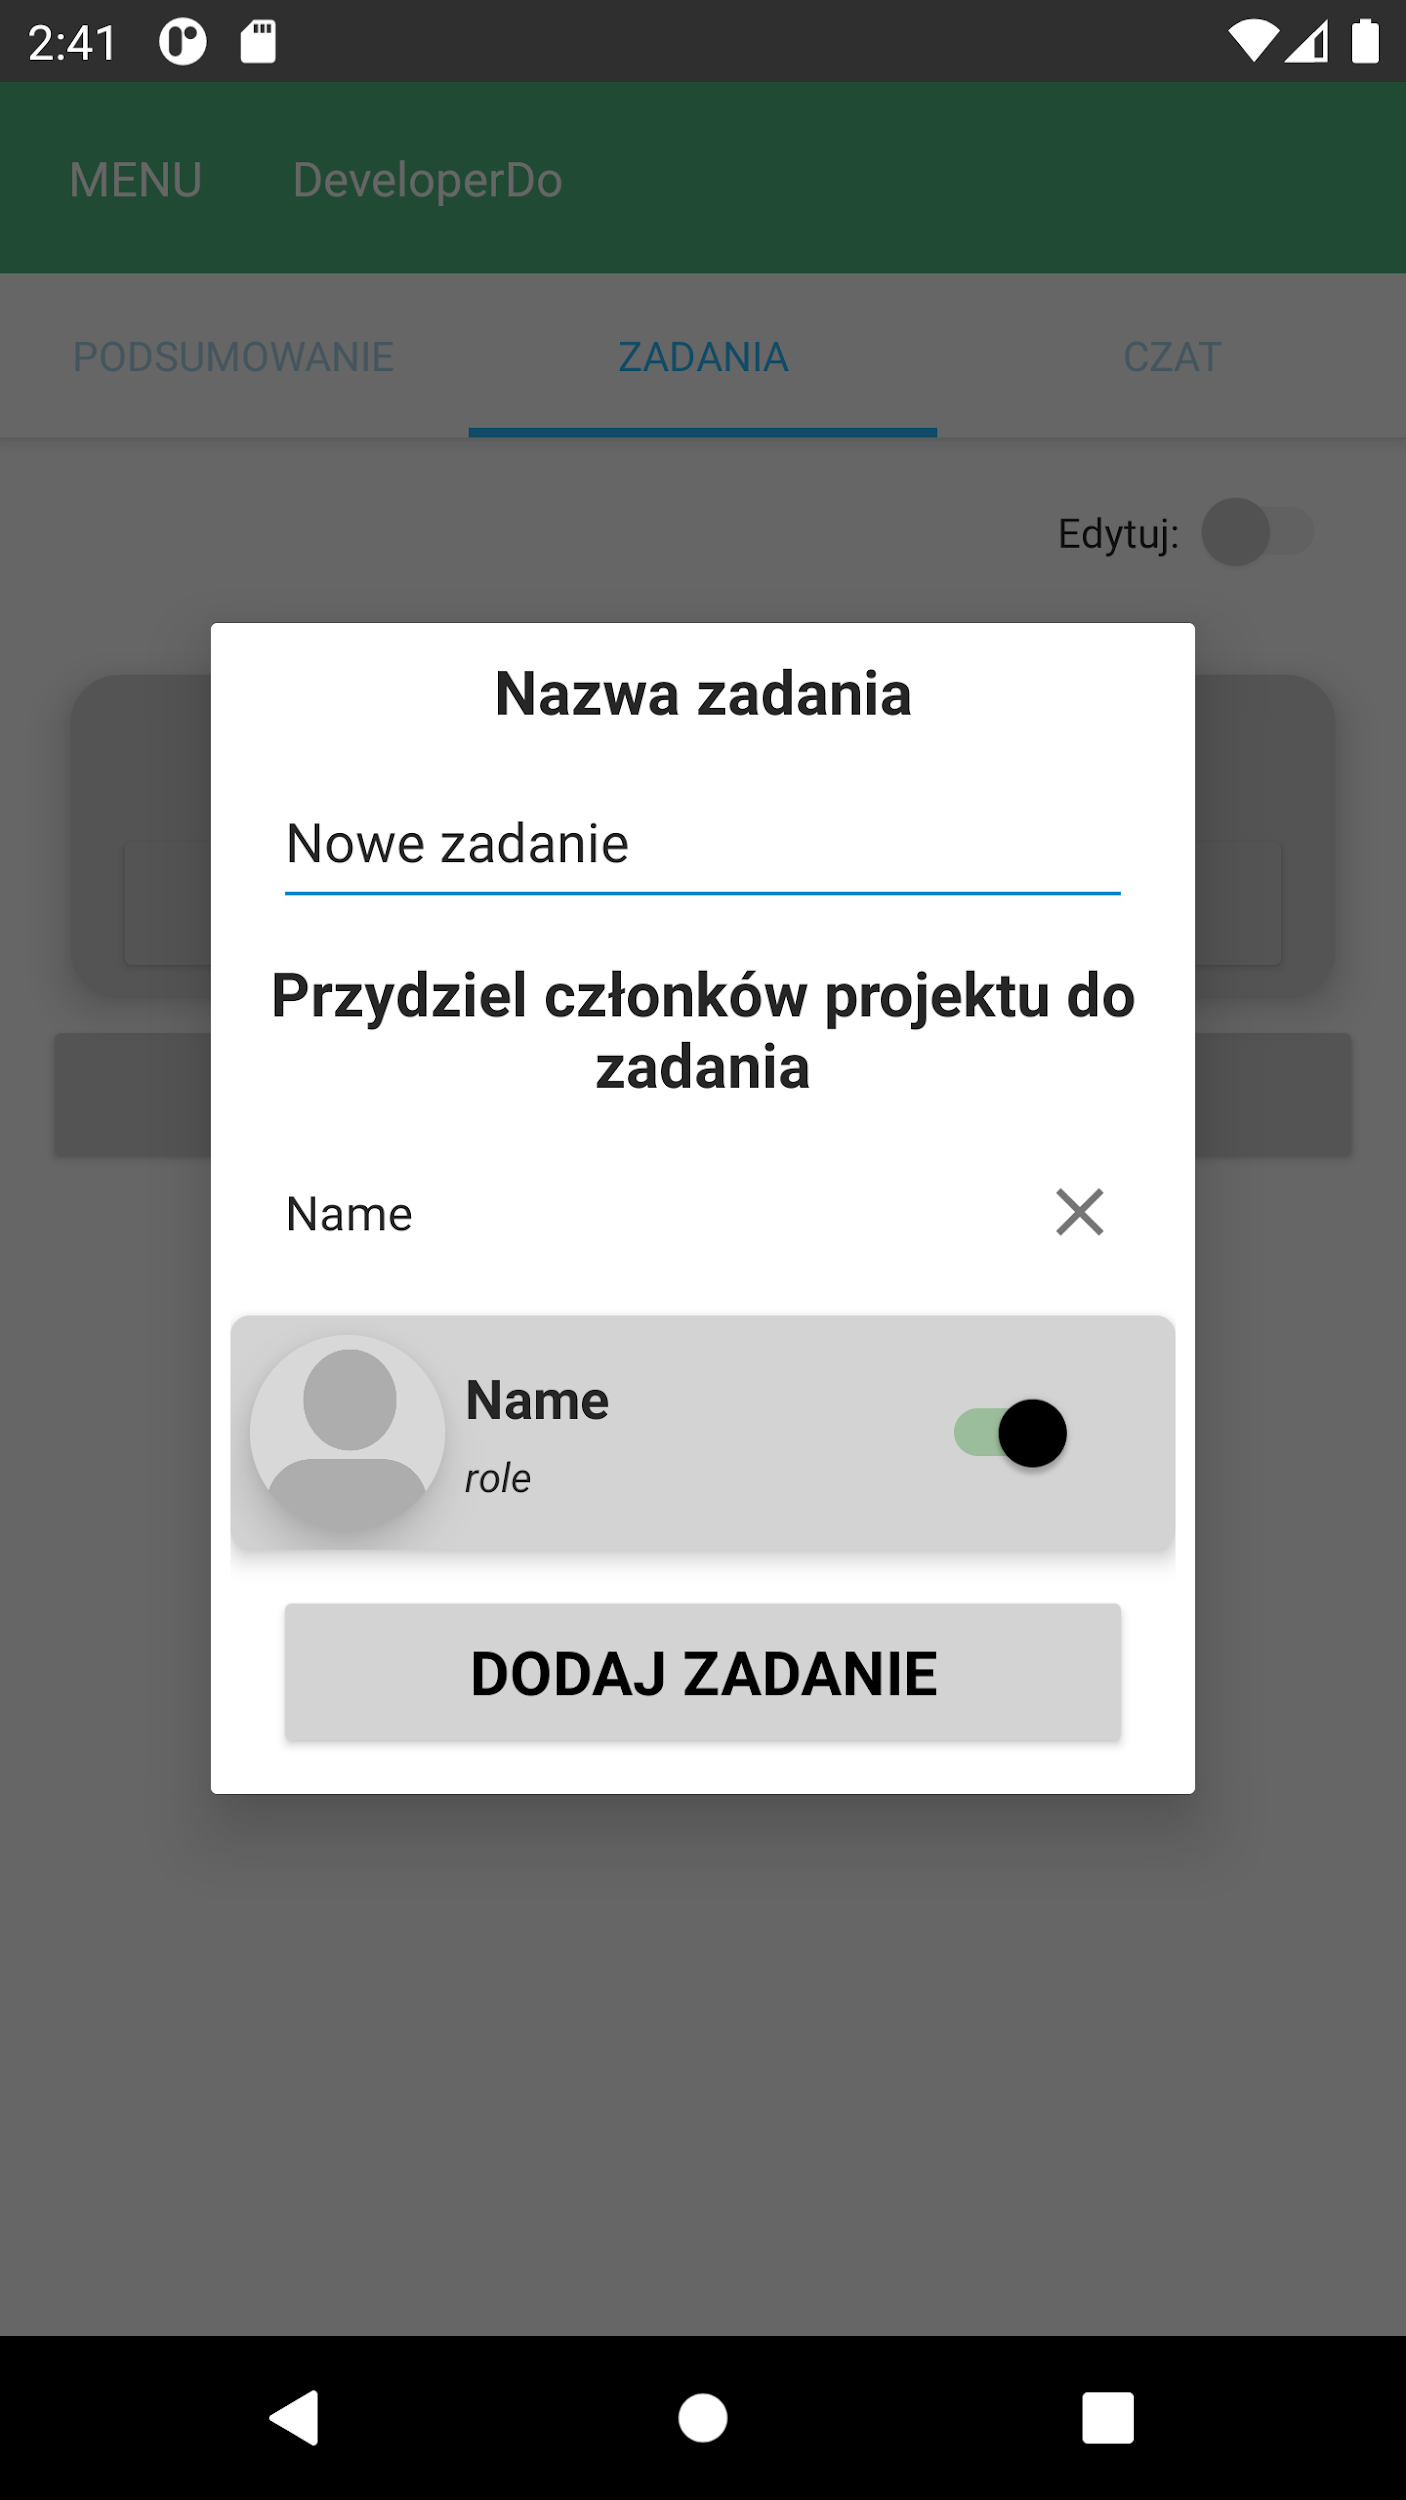 2:41
MENU DeveloperDo
PODSUMOWANIE ZADANIA CZAT
Edytuj:
Nazwa zadania
Nowe zadanie
Przydziel członków projektu do
zadania
Name
Name
role
DODAJ ZADANIE